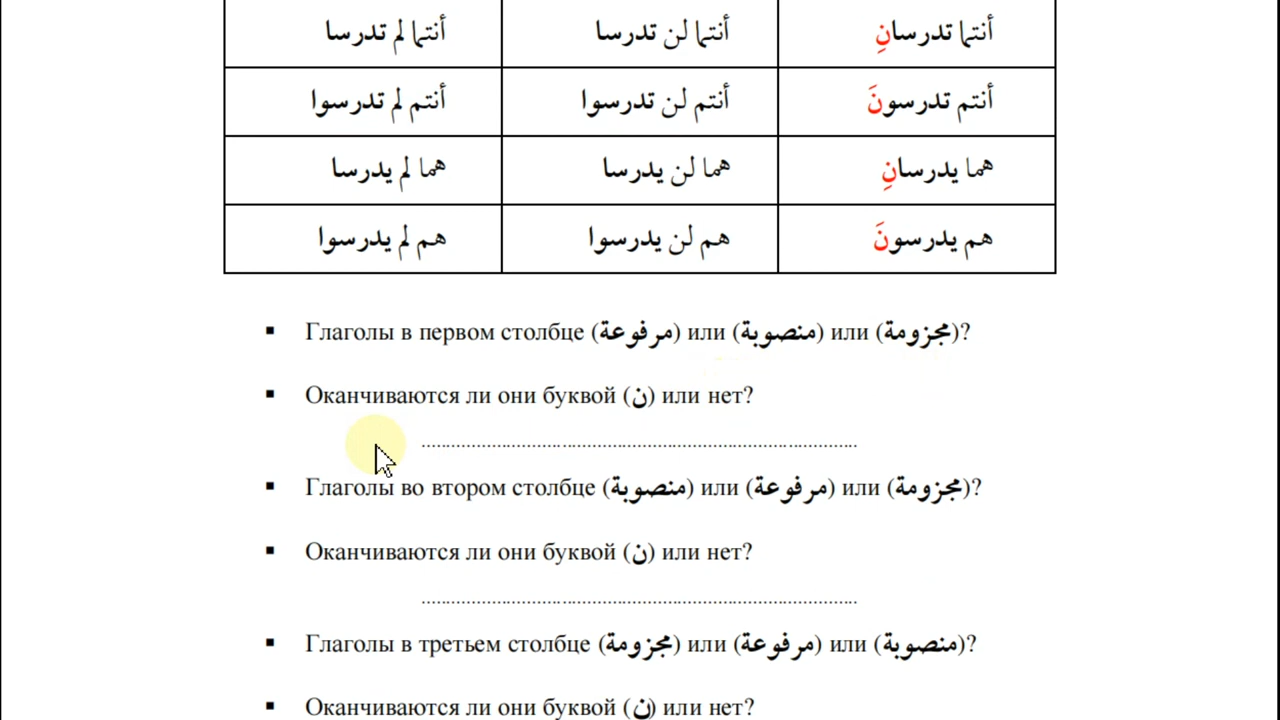 أنتما تدرسانِ أنتما لن تدرسا أنتما لم تدرسا
أنتم تدرسونَ أنتم لن تدرسوا أنتم لم تدرسوا
هما يدرسانِ هما لن يدرسا هما لم يدرسا
هم يدرسونَ هم لن يدرسوا هم لم يدرسوا
▪ Глаголы в первом столбце (مرفوعة) или (منصوبة) или (مجزومة)?
▪ Оканчиваются ли они буквой (ن) или нет?
▪ Глаголы во втором столбце (منصوبة) или (مرفوعة) или (مجزومة)?
▪ Оканчиваются ли они буквой (ن) или нет?
▪ Глаголы в третьем столбце (مجزومة) или (مرفوعة) или (منصوبة)?
▪ Оканчиваются ли они буквой (ن) или нет?